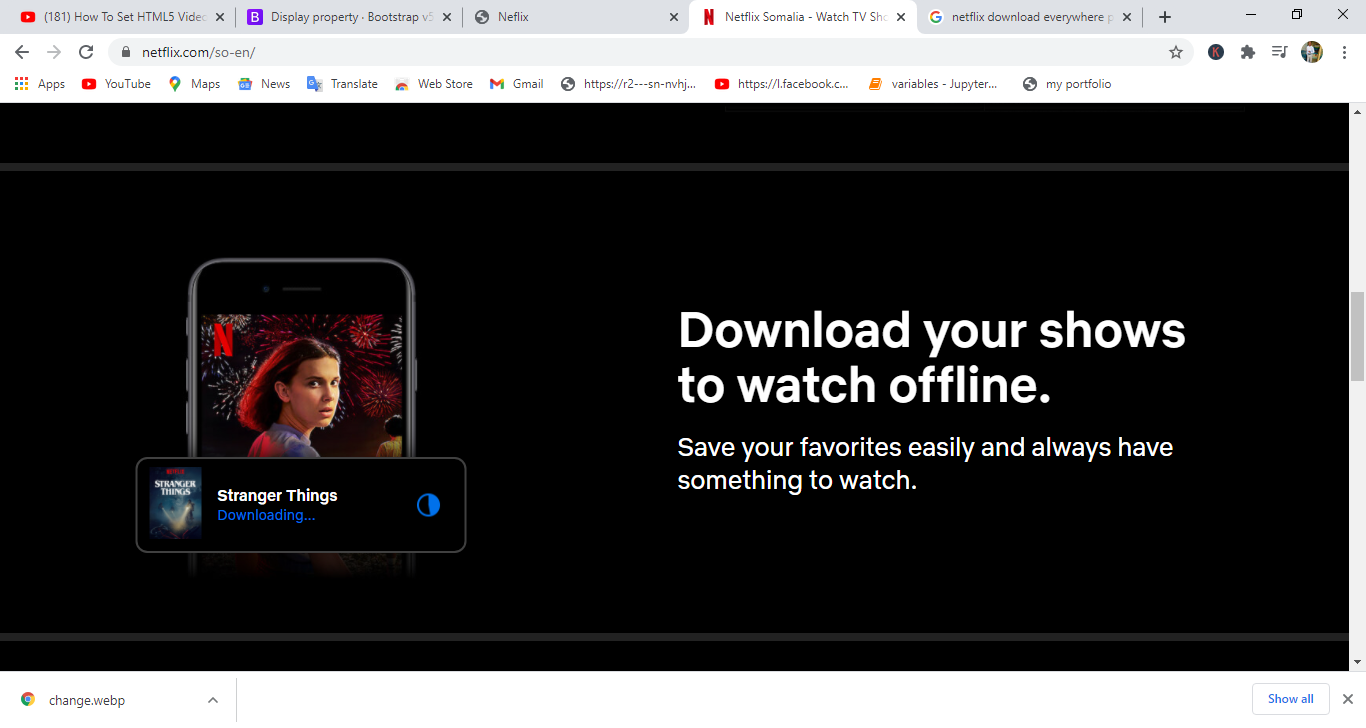 (181) How To Set HTML5 Video
Display property · Bootstrap v5
Neflix
Netflix Somalia - Watch TV Sho
netflix download everywhere p
netflix.com/so-en/
K
Apps
YouTube
Maps
News
Translate
Web Store
Gmail
https://r2---sn-nvhj...
https://l.facebook.c...
variables - Jupyter...
my portfolio
N
Download your shows
to watch offline.
Save your favorites easily and always have
something to watch.
STRANGER
THINGS
Stranger Things
Downloading...
change.webp
Show all